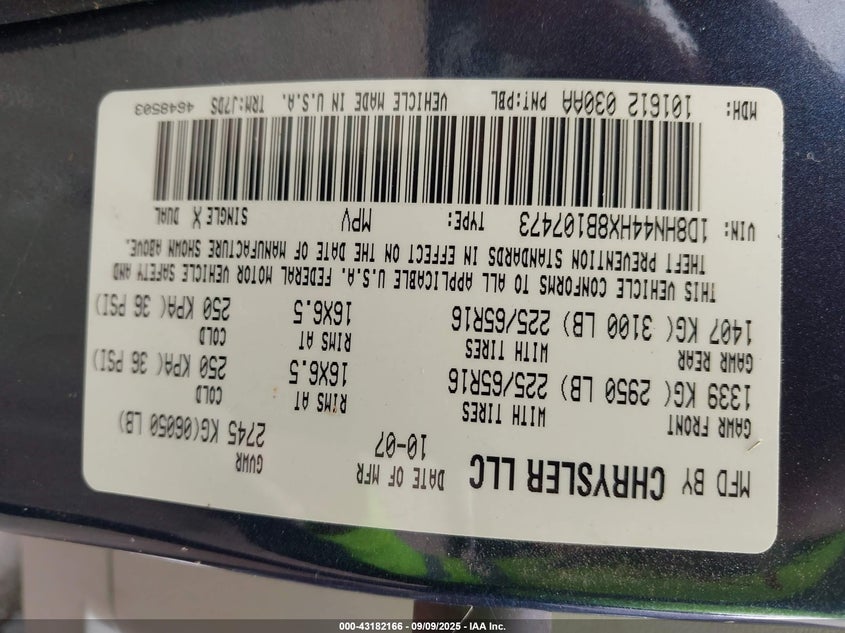 MFD BY CHRYSLER LLC DATE OF MFR 10-07 GVWR 2745 KG(06050 LB)
GAWR FRONT WITH TIRES RIMS AT COLD
1339 KG( 2950 LB) 225/65R16 16X6.5 250 KPA( 36 PSI)
GAWR REAR WITH TIRES RIMS AT COLD
1407 KG( 3100 LB) 225/65R16 16X6.5 250 KPA( 36 PSI)
THIS VEHICLE CONFORMS TO ALL APPLICABLE U.S.A. FEDERAL MOTOR VEHICLE SAFETY AND
THEFT PREVENTION STANDARDS IN EFFECT ON THE DATE OF MANUFACTURE SHOWN ABOVE.
VIN: 1D8HN44HX8B107473 TYPE: MPV SINGLE X DUAL
MDH: 101612 030AA PNT:PBL VEHICLE MADE IN U.S.A. TRM:J7DS 4648503
000-43182166 - 09/09/2025 - IAA Inc.